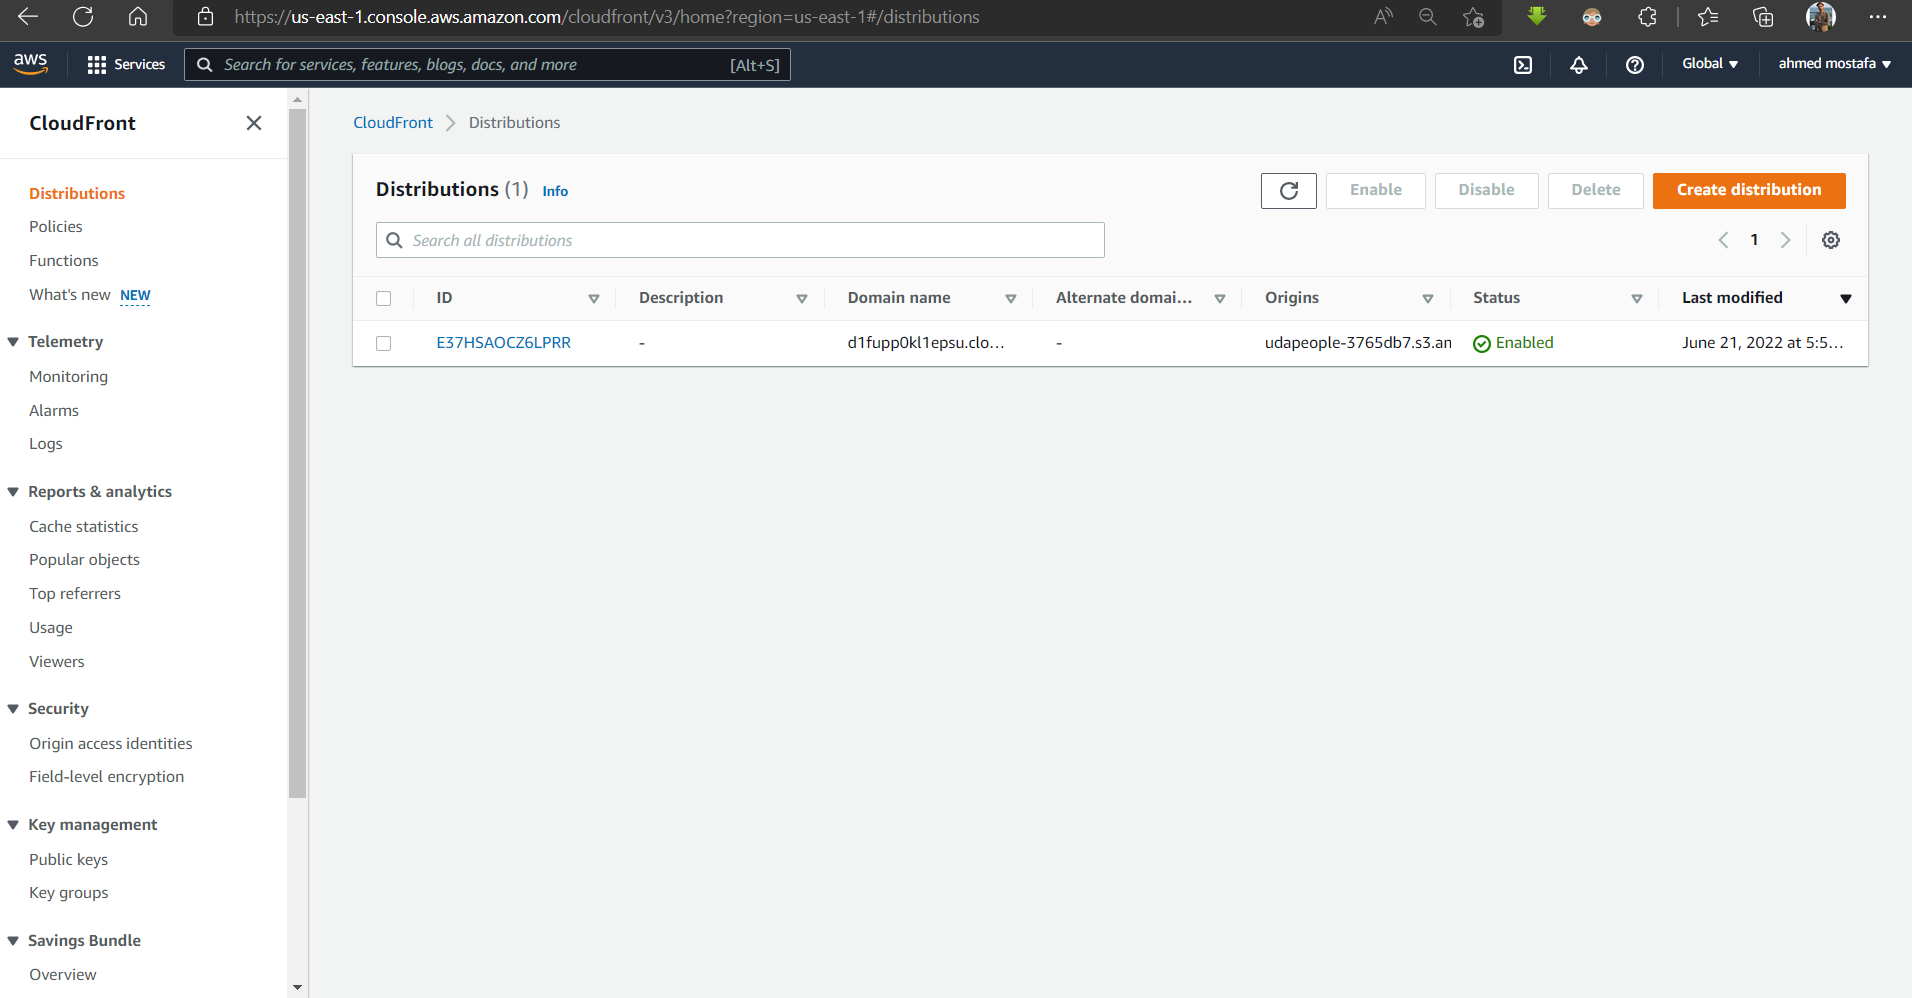 https://us-east-1.console.aws.amazon.com/cloudfront/v3/home?region=us-east-1#/distributions
aws Services Search for services, features, blogs, docs, and more [Alt+S] Global ahmed mostafa
CloudFront
Distributions
Policies
Functions
What's new NEW
Telemetry
Monitoring
Alarms
Logs
Reports & analytics
Cache statistics
Popular objects
Top referrers
Usage
Viewers
Security
Origin access identities
Field-level encryption
Key management
Public keys
Key groups
Savings Bundle
Overview
CloudFront Distributions
Distributions (1) Info Enable Disable Delete Create distribution
Search all distributions 1
ID Description Domain name Alternate domai... Origins Status Last modified
E37HSAOCZ6LPRR - d1fupp0kl1epsu.clo... - udapeople-3765db7.s3.am Enabled June 21, 2022 at 5:5...